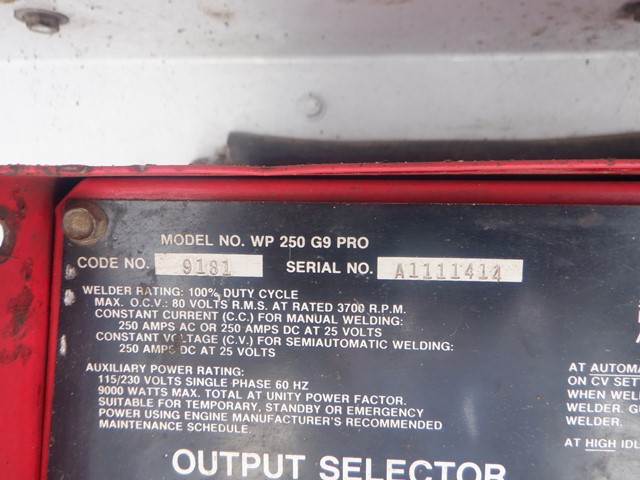 MODEL NO. WP 250 G9 PRO
CODE NO. 9181 SERIAL NO. A1111414
WELDER RATING: 100% DUTY CYCLE
MAX. O.C.V.: 80 VOLTS R.M.S. AT RATED 3700 R.P.M.
CONSTANT CURRENT (C.C.) FOR MANUAL WELDING:
250 AMPS AC OR 250 AMPS DC AT 25 VOLTS
CONSTANT VOLTAGE (C.V.) FOR SEMIAUTOMATIC WELDING:
250 AMPS DC AT 25 VOLTS
AUXILIARY POWER RATING:
115/230 VOLTS SINGLE PHASE 60 HZ
9000 WATTS MAX. TOTAL AT UNITY POWER FACTOR.
SUITABLE FOR TEMPORARY, STANDBY OR EMERGENCY
POWER USING ENGINE MANUFACTURER'S RECOMMENDED
MAINTENANCE SCHEDULE.
AT AUTOMA
ON CV SET
WHEN WEL
WELDER. G
WELDER.
AT HIGH IDL
OUTPUT SELECTOR